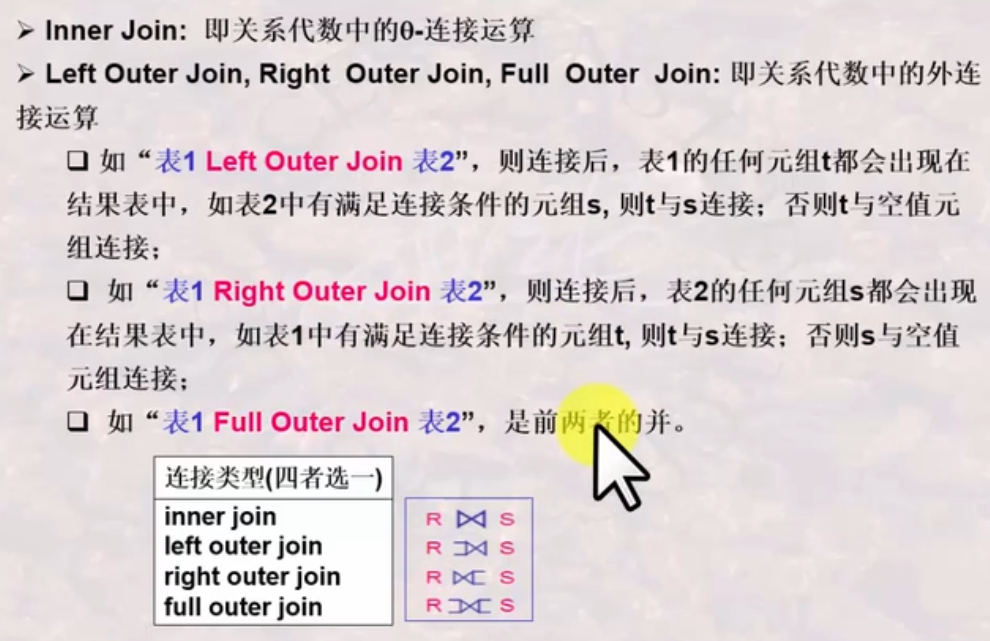 ➢ Inner Join: 即关系代数中的θ-连接运算
➢ Left Outer Join, Right Outer Join, Full Outer Join: 即关系代数中的外连
接运算
❑ 如“表1 Left Outer Join 表2”，则连接后，表1的任何元组t都会出现在
结果表中，如表2中有满足连接条件的元组s, 则t与s连接；否则t与空值元
组连接；
❑ 如“表1 Right Outer Join 表2”，则连接后，表2的任何元组s都会出现
在结果表中，如表1中有满足连接条件的元组t, 则t与s连接；否则s与空值
元组连接；
❑ 如“表1 Full Outer Join 表2”，是前两者的并。
连接类型(四者选一)
inner join
left outer join
right outer join
full outer join
R ⋈ S
R ⟕ S
R ⟖ S
R ⟗ S